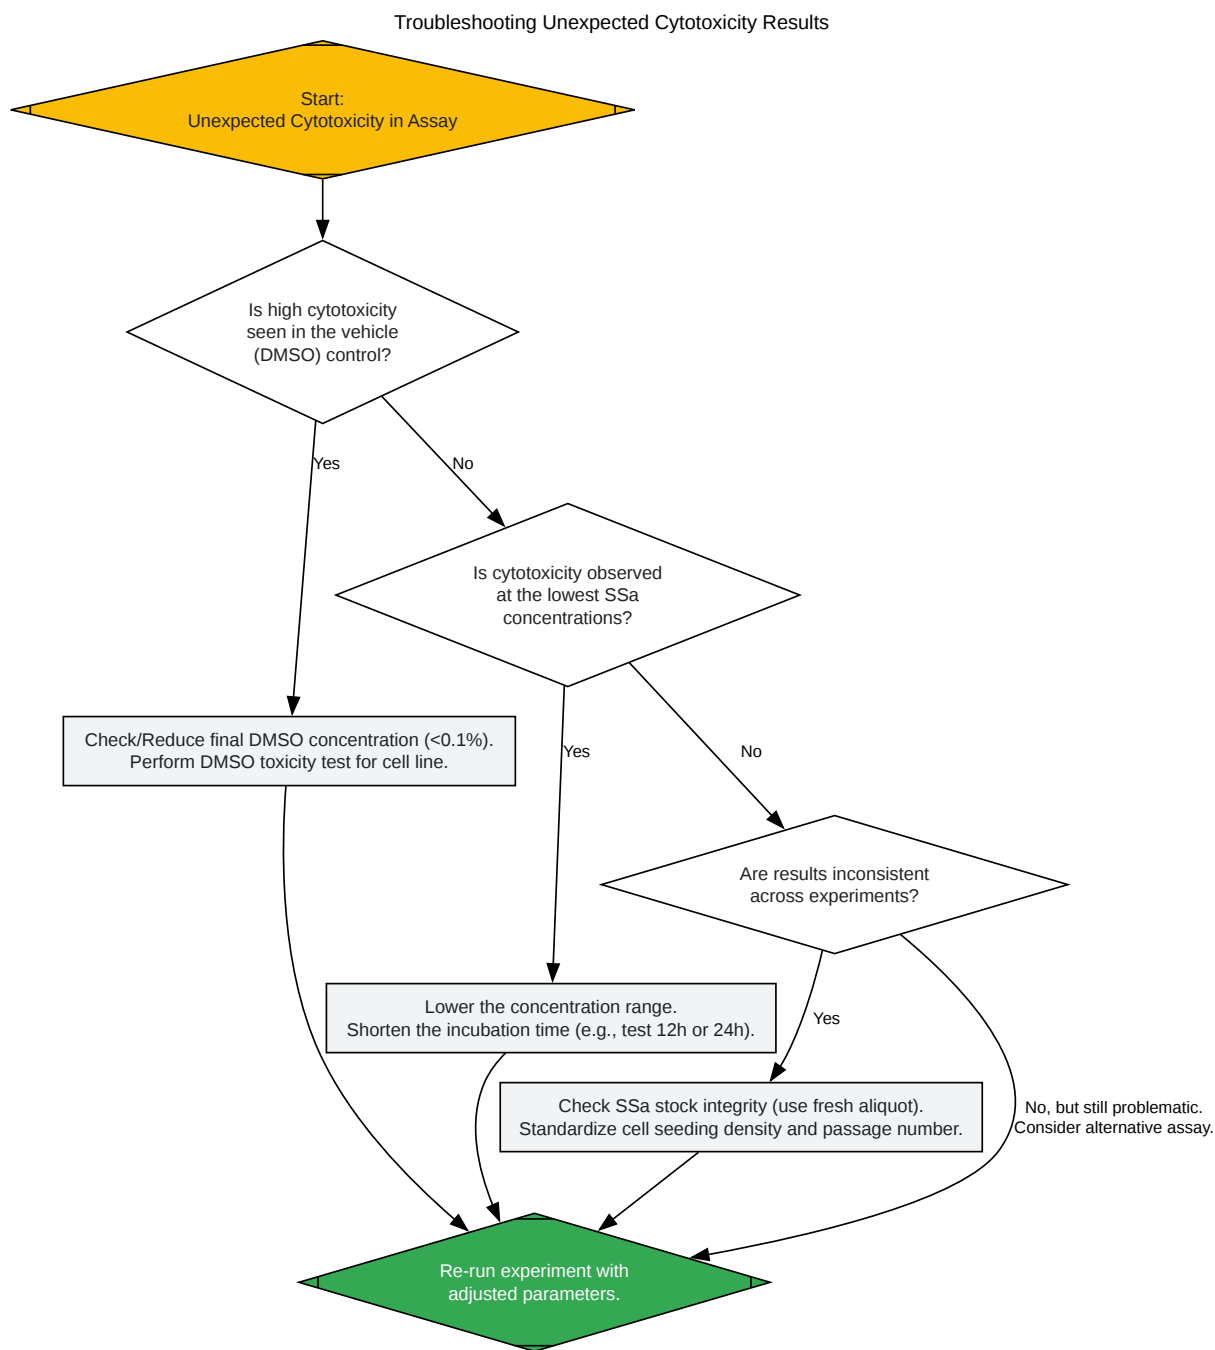 Troubleshooting Unexpected Cytotoxicity Results
Start:
Unexpected Cytotoxicity in Assay
Is high cytotoxicity
seen in the vehicle
(DMSO) control?
Yes
No
Is cytotoxicity observed
at the lowest SSa
concentrations?
Check/Reduce final DMSO concentration (<0.1%).
Perform DMSO toxicity test for cell line.
Yes
No
Are results inconsistent
across experiments?
Lower the concentration range.
Shorten the incubation time (e.g., test 12h or 24h).
Yes
Check SSa stock integrity (use fresh aliquot).
Standardize cell seeding density and passage number.
No, but still problematic.
Consider alternative assay.
Re-run experiment with
adjusted parameters.